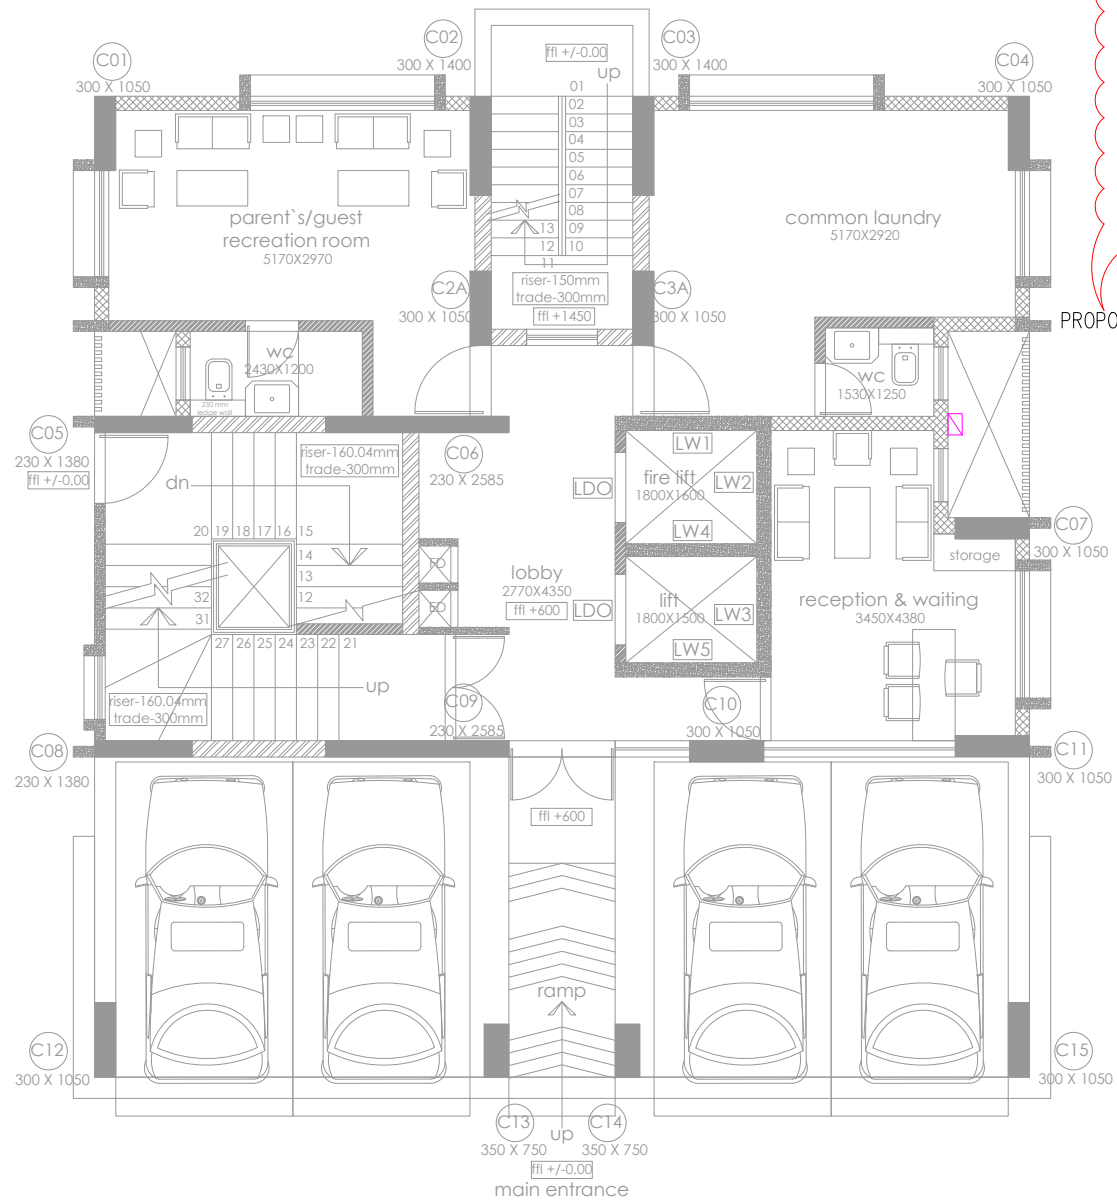 C01
300 X 1050
C02
300 X 1400
ffl +/-0.00
up
C03
300 X 1400
C04
300 X 1050
01
02
03
04
05
06
07
08
13 09
12 10
11
parent`s/guest
recreation room
5170X2970
common laundry
5170X2920
riser-150mm
trade-300mm
ffl +1450
C2A
300 X 1050
C3A
300 X 1050
PROPO
wc
2430X1200
230 mm
ledge wall
wc
1530X1250
C05
230 X 1380
ffl +/-0.00
riser-160.04mm
trade-300mm
dn
C06
230 X 2585
LW1
fire lift
1800X1600
LW2
LW4
LDO
C07
300 X 1050
storage
20 19 18 17 16 15
14
13
12
32
31
27 26 25 24 23 22 21
ED
ED
lobby
2770X4350
ffl +600
LDO
lift
1800X1500
LW3
LW5
reception & waiting
3450X4380
up
riser-160.04mm
trade-300mm
C09
230 X 2585
C10
300 X 1050
C08
230 X 1380
C11
300 X 1050
ffl +600
ramp
C12
300 X 1050
C15
300 X 1050
C13
350 X 750
up
C14
350 X 750
ffl +/-0.00
main entrance